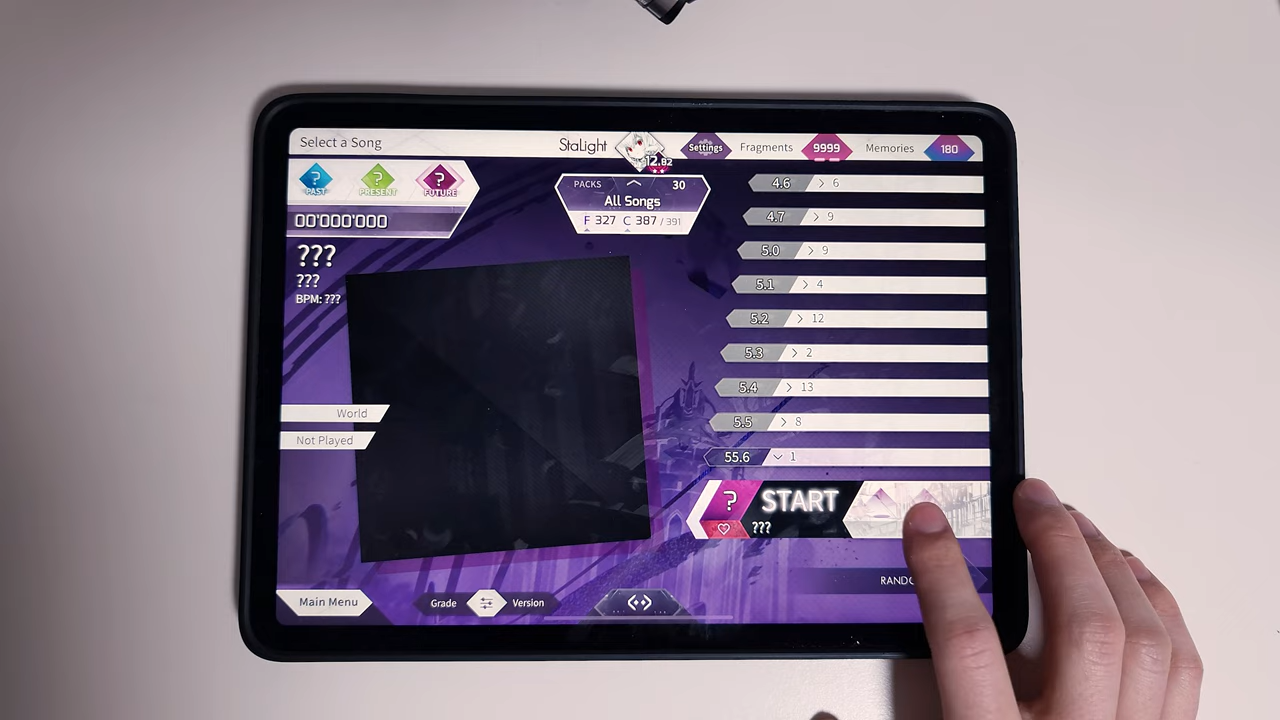 Select a Song
StaLight
12.82
Settings
Fragments
9999
Memories
180
?
PAST
?
PRESENT
?
FUTURE
00'000'000
???
???
BPM: ???
World
Not Played
PACKS
30
All Songs
F 327 C 387 / 391
4.6 > 6
4.7 > 9
5.0 > 9
5.1 > 4
5.2 > 12
5.3 > 2
5.4 > 13
5.5 > 8
55.6 1
?
START
???
Main Menu
Grade
Version